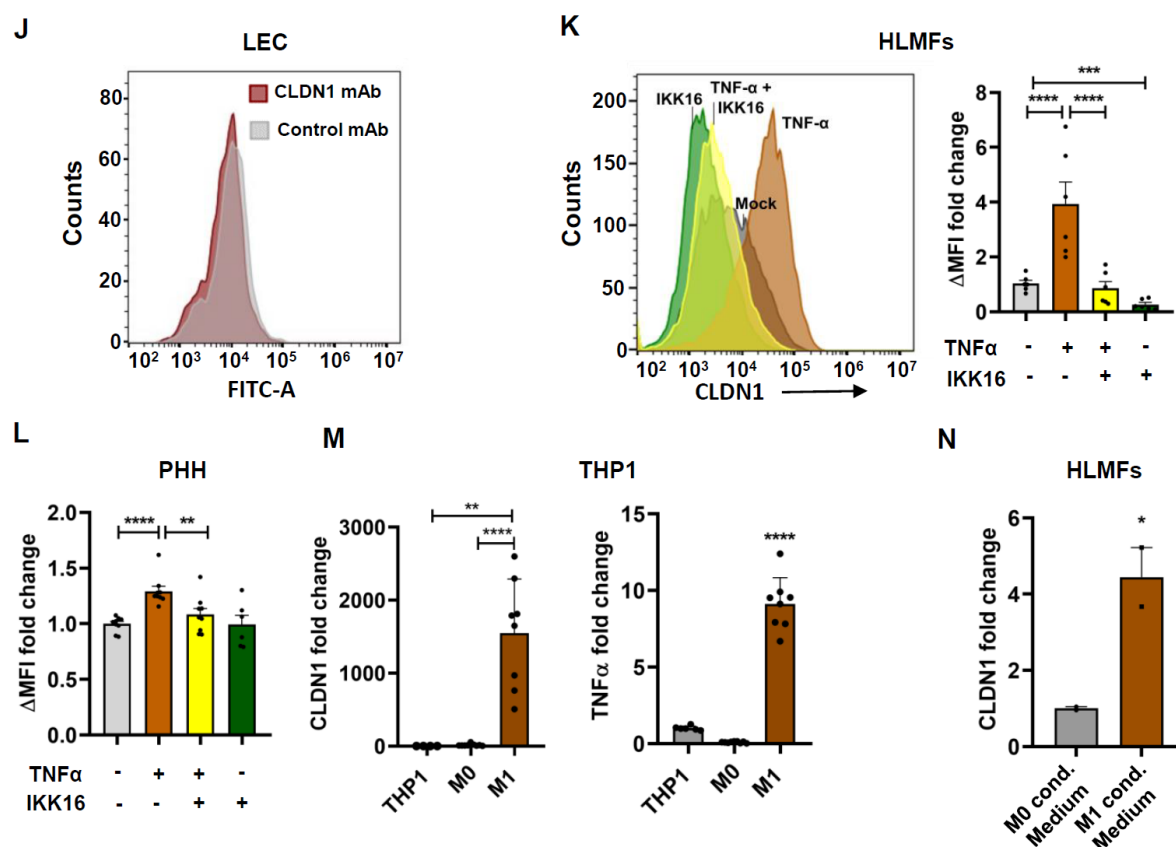 J
LEC
CLDN1 mAb
Control mAb
Counts
80
60
40
20
0
10² 10³ 10⁴ 10⁵ 10⁶ 10⁷
FITC-A
K
HLMFs
IKK16
TNF-α +
IKK16
TNF-α
Mock
Counts
200
150
100
50
0
10² 10³ 10⁴ 10⁵ 10⁶ 10⁷
CLDN1
***
**** ****
ΔMFI fold change
8
6
4
2
0
TNFα - + + -
IKK16 - - + +
L
PHH
**** **
ΔMFI fold change
2.0
1.5
1.0
0.5
0.0
TNFα - + + -
IKK16 - - + +
M
THP1
**
****
CLDN1 fold change
3000
2000
1000
0
THP1 M0 M1
****
TNFα fold change
15
10
5
0
THP1 M0 M1
N
HLMFs
*
CLDN1 fold change
6
4
2
0
M0 cond.
Medium
M1 cond.
Medium